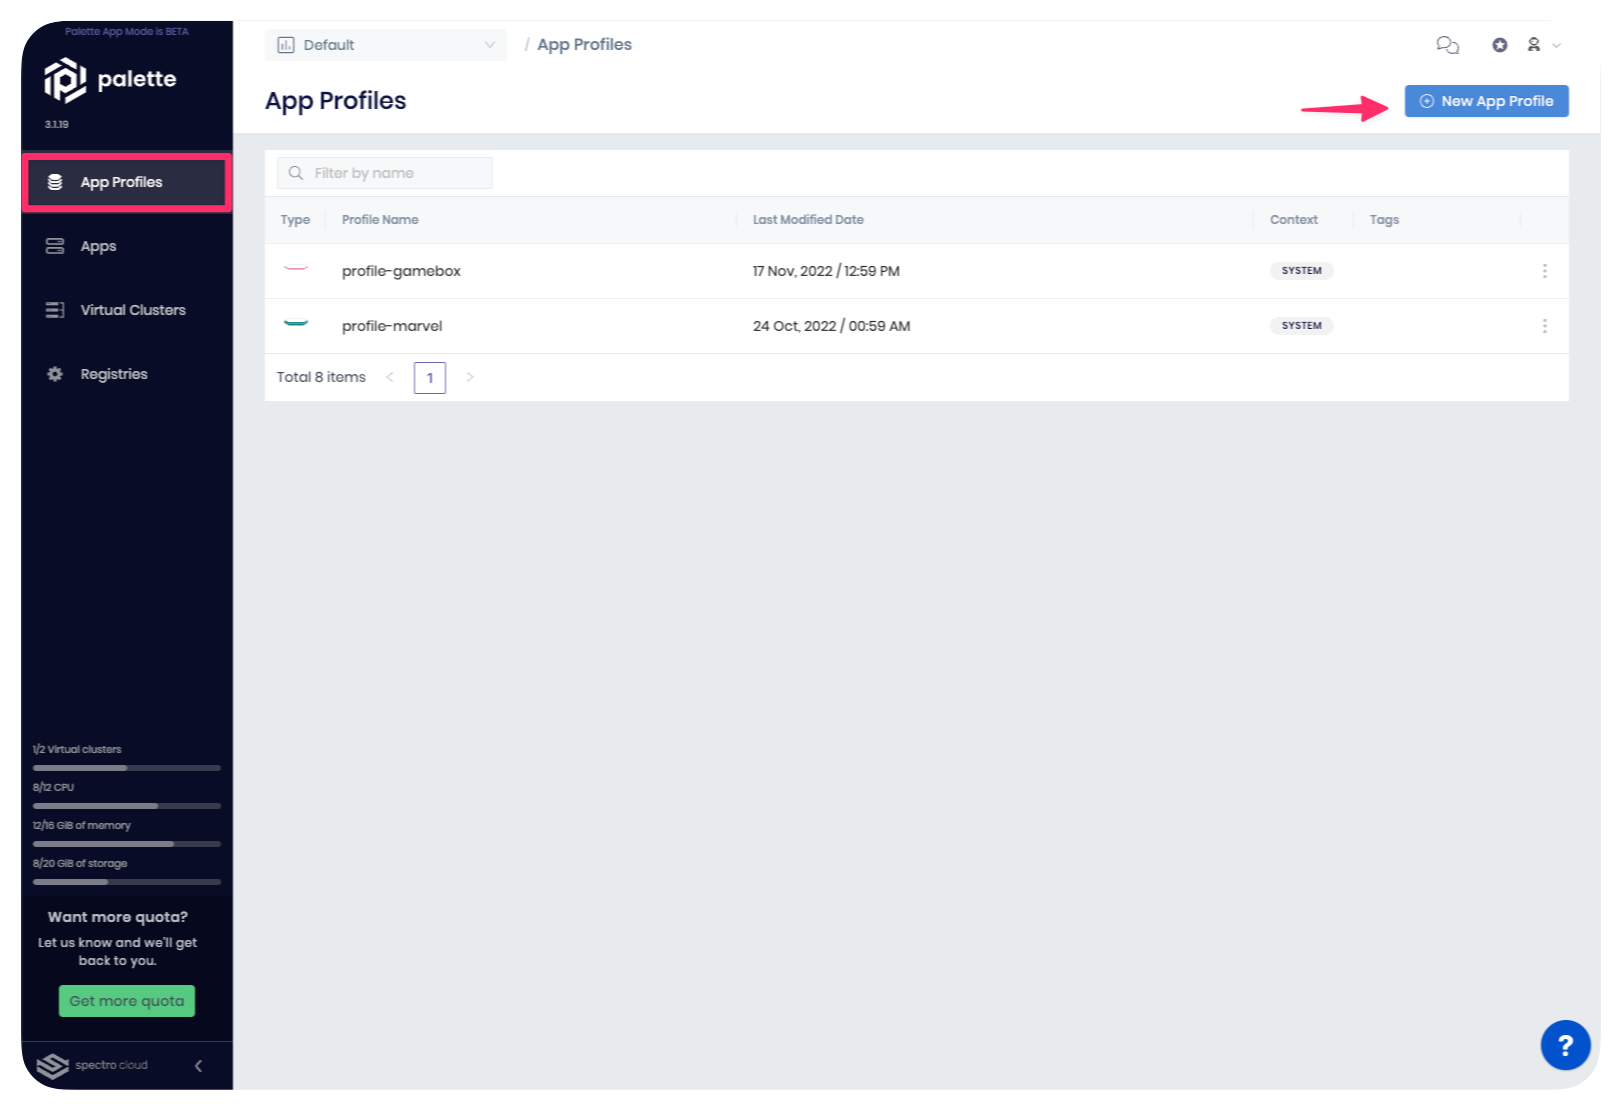 Palette App Mode is BETA
palette
3.1.19
App Profiles
Apps
Virtual Clusters
Registries
1/2 Virtual clusters
8/12 CPU
12/16 GiB of memory
8/20 GiB of storage
Want more quota?
Let us know and we'll get
back to you.
Get more quota
spectro cloud
Default / App Profiles
App Profiles
New App Profile
Filter by name
Type Profile Name Last Modified Date Context Tags
profile-gamebox 17 Nov, 2022 / 12:59 PM SYSTEM
profile-marvel 24 Oct, 2022 / 00:59 AM SYSTEM
Total 8 items < 1 >
?